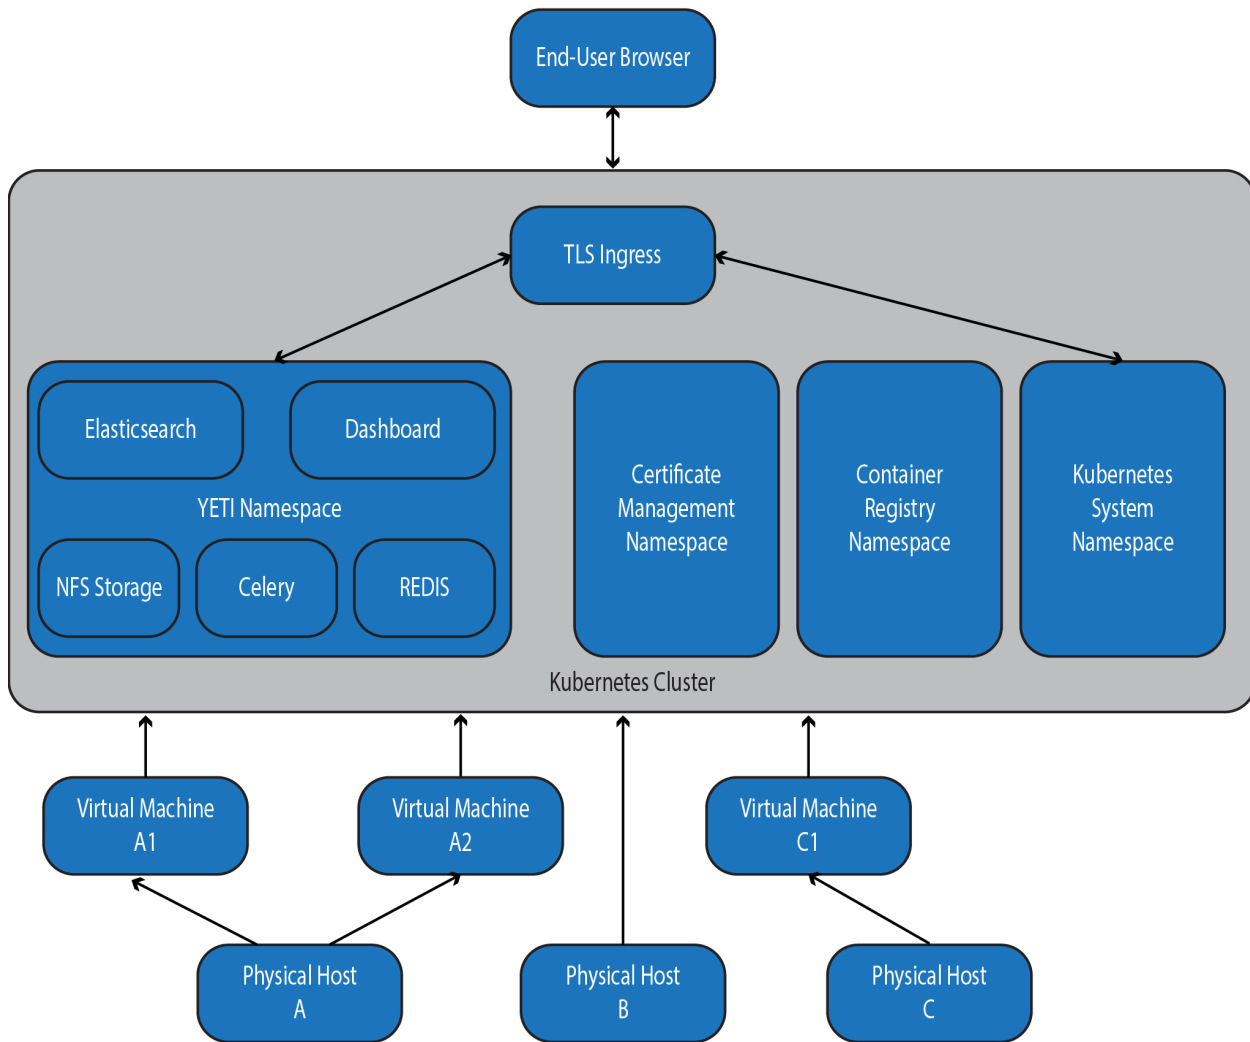 End-User Browser
TLS Ingress
Elasticsearch
Dashboard
YETI Namespace
NFS Storage
Celery
REDIS
Certificate
Management
Namespace
Container
Registry
Namespace
Kubernetes
System
Namespace
Kubernetes Cluster
Virtual Machine
A1
Virtual Machine
A2
Virtual Machine
C1
Physical Host
A
Physical Host
B
Physical Host
C